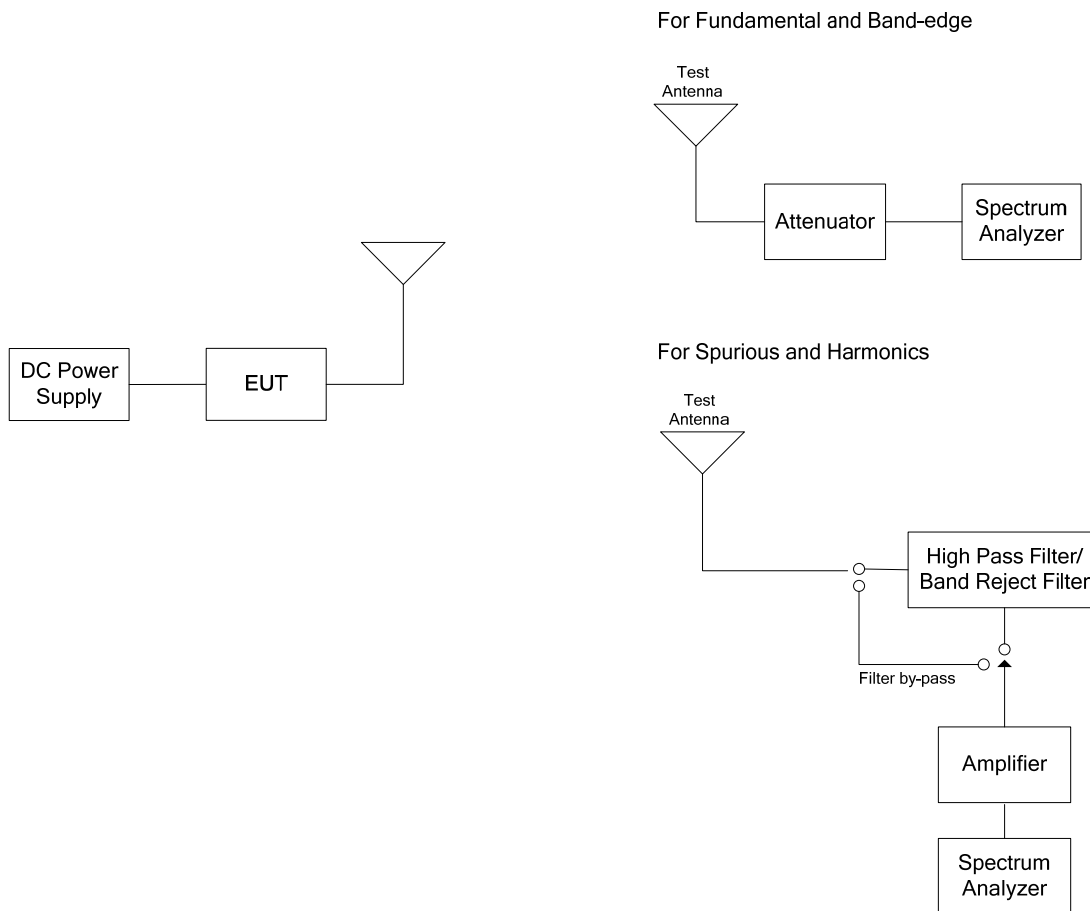 For Fundamental and Band-edge
Test
Antenna
Attenuator
Spectrum
Analyzer
DC Power
Supply
EUT
For Spurious and Harmonics
Test
Antenna
High Pass Filter/
Band Reject Filter
Filter by-pass
Amplifier
Spectrum
Analyzer